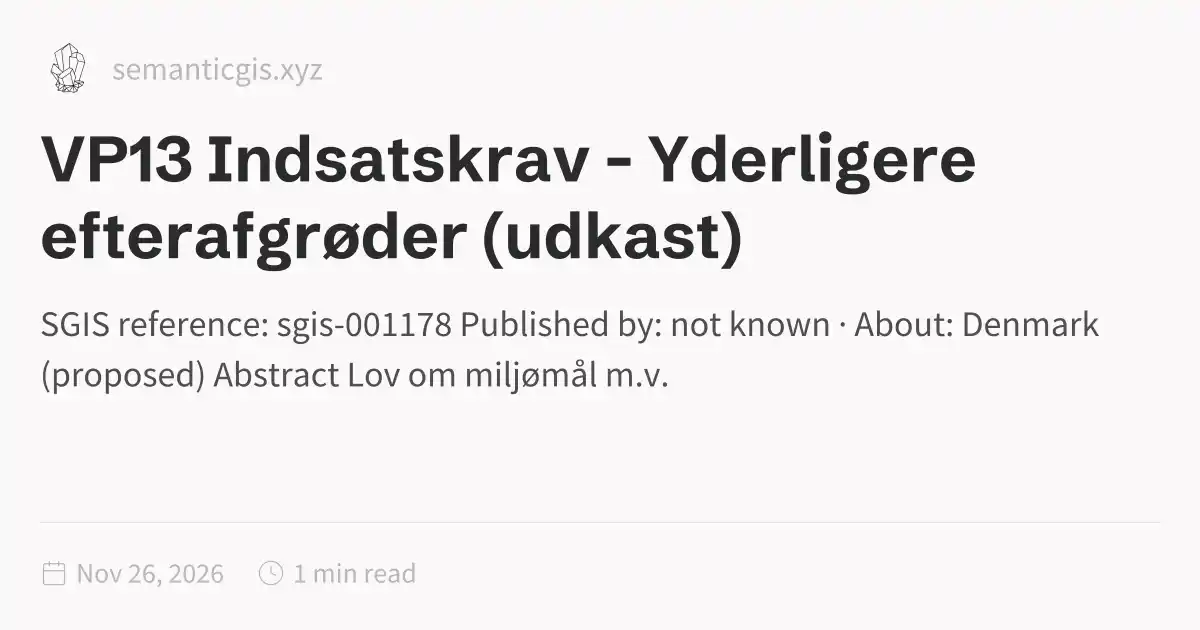 semanticgis.xyz
VP13 Indsatskrav - Yderligere
efterafgrøder (udkast)
SGIS reference: sgis-001178 Published by: not known · About: Denmark
(proposed) Abstract Lov om miljømål m.v.
Nov 26, 2026
1 min read